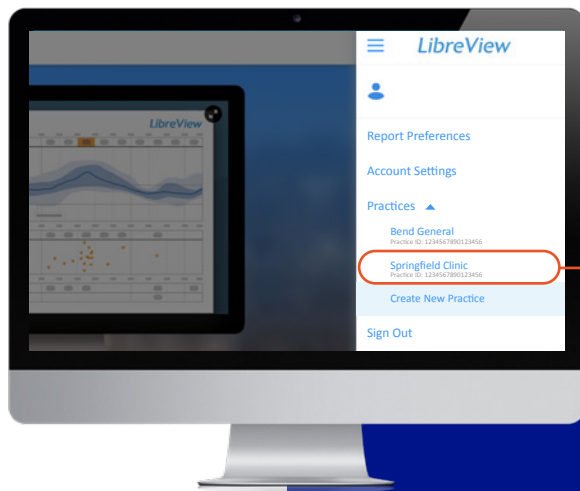 LibreView
LibreView
Report Preferences
Account Settings
Practices
Bend General
Practice ID: 1234567890123456
Springfield Clinic
Practice ID: 1234567890123456
Create New Practice
Sign Out